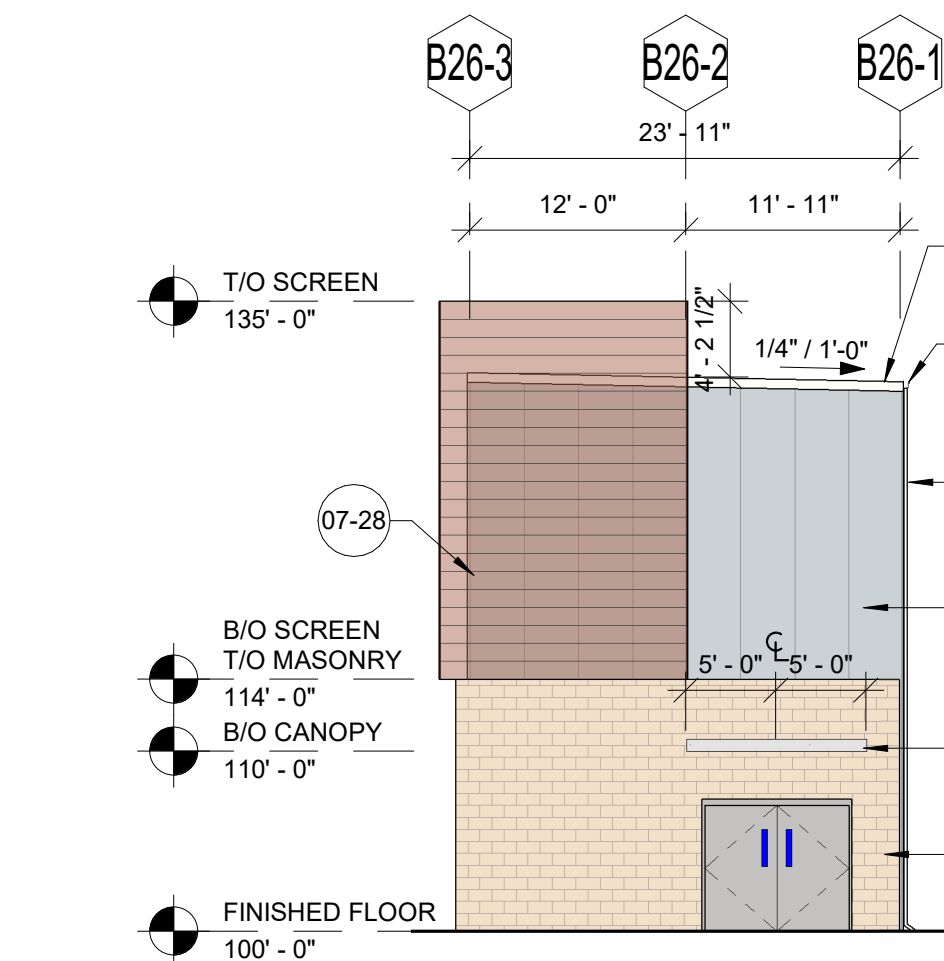 B26-3
B26-2
B26-1
23' - 11"
12' - 0"
11' - 11"
T/O SCREEN
135' - 0"
4' - 2 1/2"
1/4" / 1'-0"
07-28
B/O SCREEN
T/O MASONRY
114' - 0"
℄
5' - 0"
5' - 0"
B/O CANOPY
110' - 0"
FINISHED FLOOR
100' - 0"